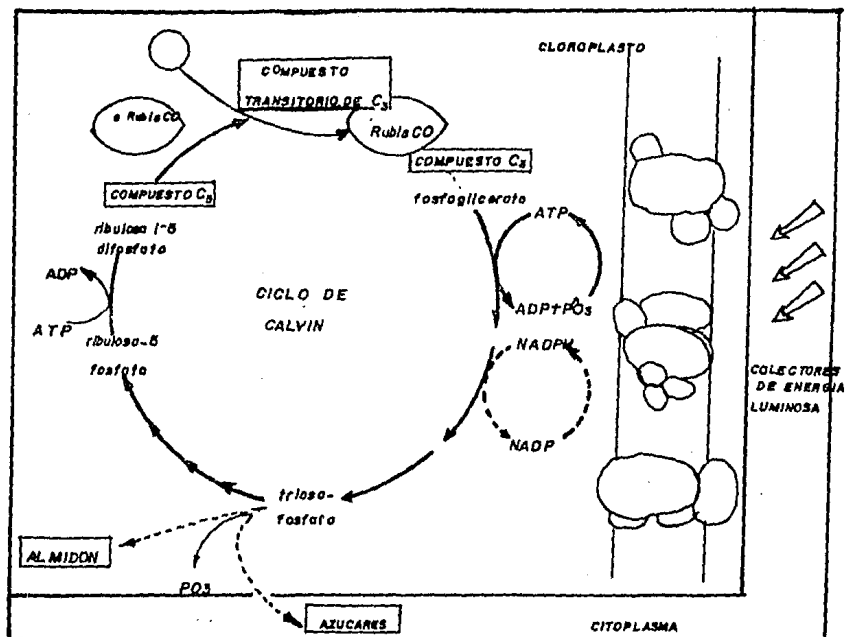 CLOROPLASTO
COMPUESTO
TRANSITORIO DE C₃
e RubisCO
RubisCO
COMPUESTO C₅
COMPUESTO C₃
fosfoglicerato
ribulosa 1-5
difosfato
ATP
ADP
CICLO DE
CALVIN
ADP+PO₃
ATP
ribulosa-5
fosfato
NADPH
COLECTORES
DE ENERGIA
LUMINOSA
NADP
triosa-
fosfato
ALMIDON
PO3
AZUCARES
CITOPLASMA